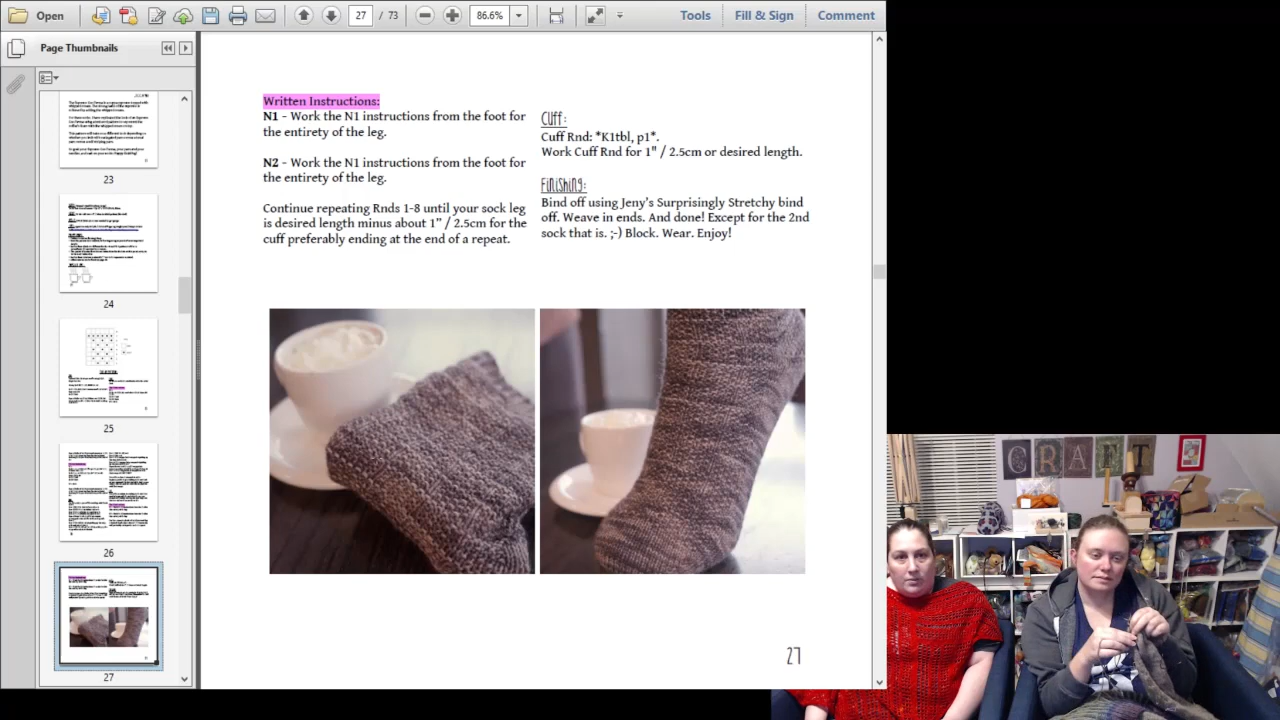 Open
27 / 73
86.6%
Tools
Fill & Sign
Comment
Page Thumbnails
23
24
25
26
27
Written Instructions:
N1 - Work the N1 instructions from the foot for
the entirety of the leg.
N2 - Work the N1 instructions from the foot for
the entirety of the leg.
Continue repeating Rnds 1-8 until your sock leg
is desired length minus about 1" / 2.5cm for the
cuff preferably ending at the end of a repeat.
Cuff:
Cuff Rnd: *K1tbl, p1*.
Work Cuff Rnd for 1" / 2.5cm or desired length.
Finishing:
Bind off using Jeny's Surprisingly Stretchy bind
off. Weave in ends. And done! Except for the 2nd
sock that is. ;-) Block. Wear. Enjoy!
27
CRAFT